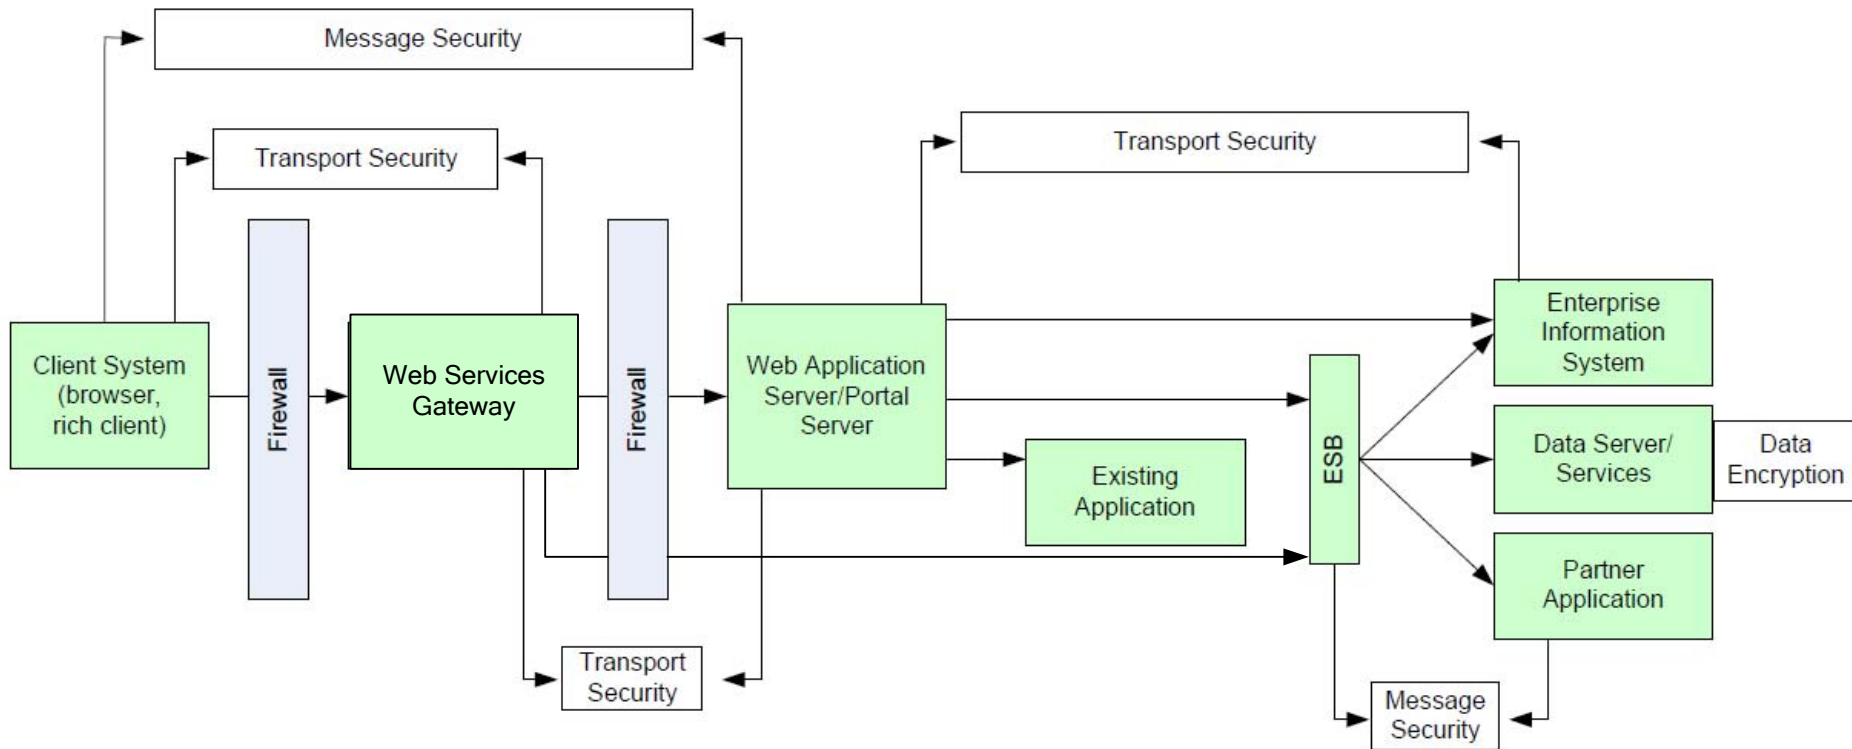 Message Security
Transport Security
Transport Security
Client System
(browser,
rich client)
Firewall
Web Services
Gateway
Firewall
Web Application
Server/Portal
Server
Existing
Application
ESB
Enterprise
Information
System
Data Server/
Services
Data
Encryption
Partner
Application
Transport
Security
Message
Security